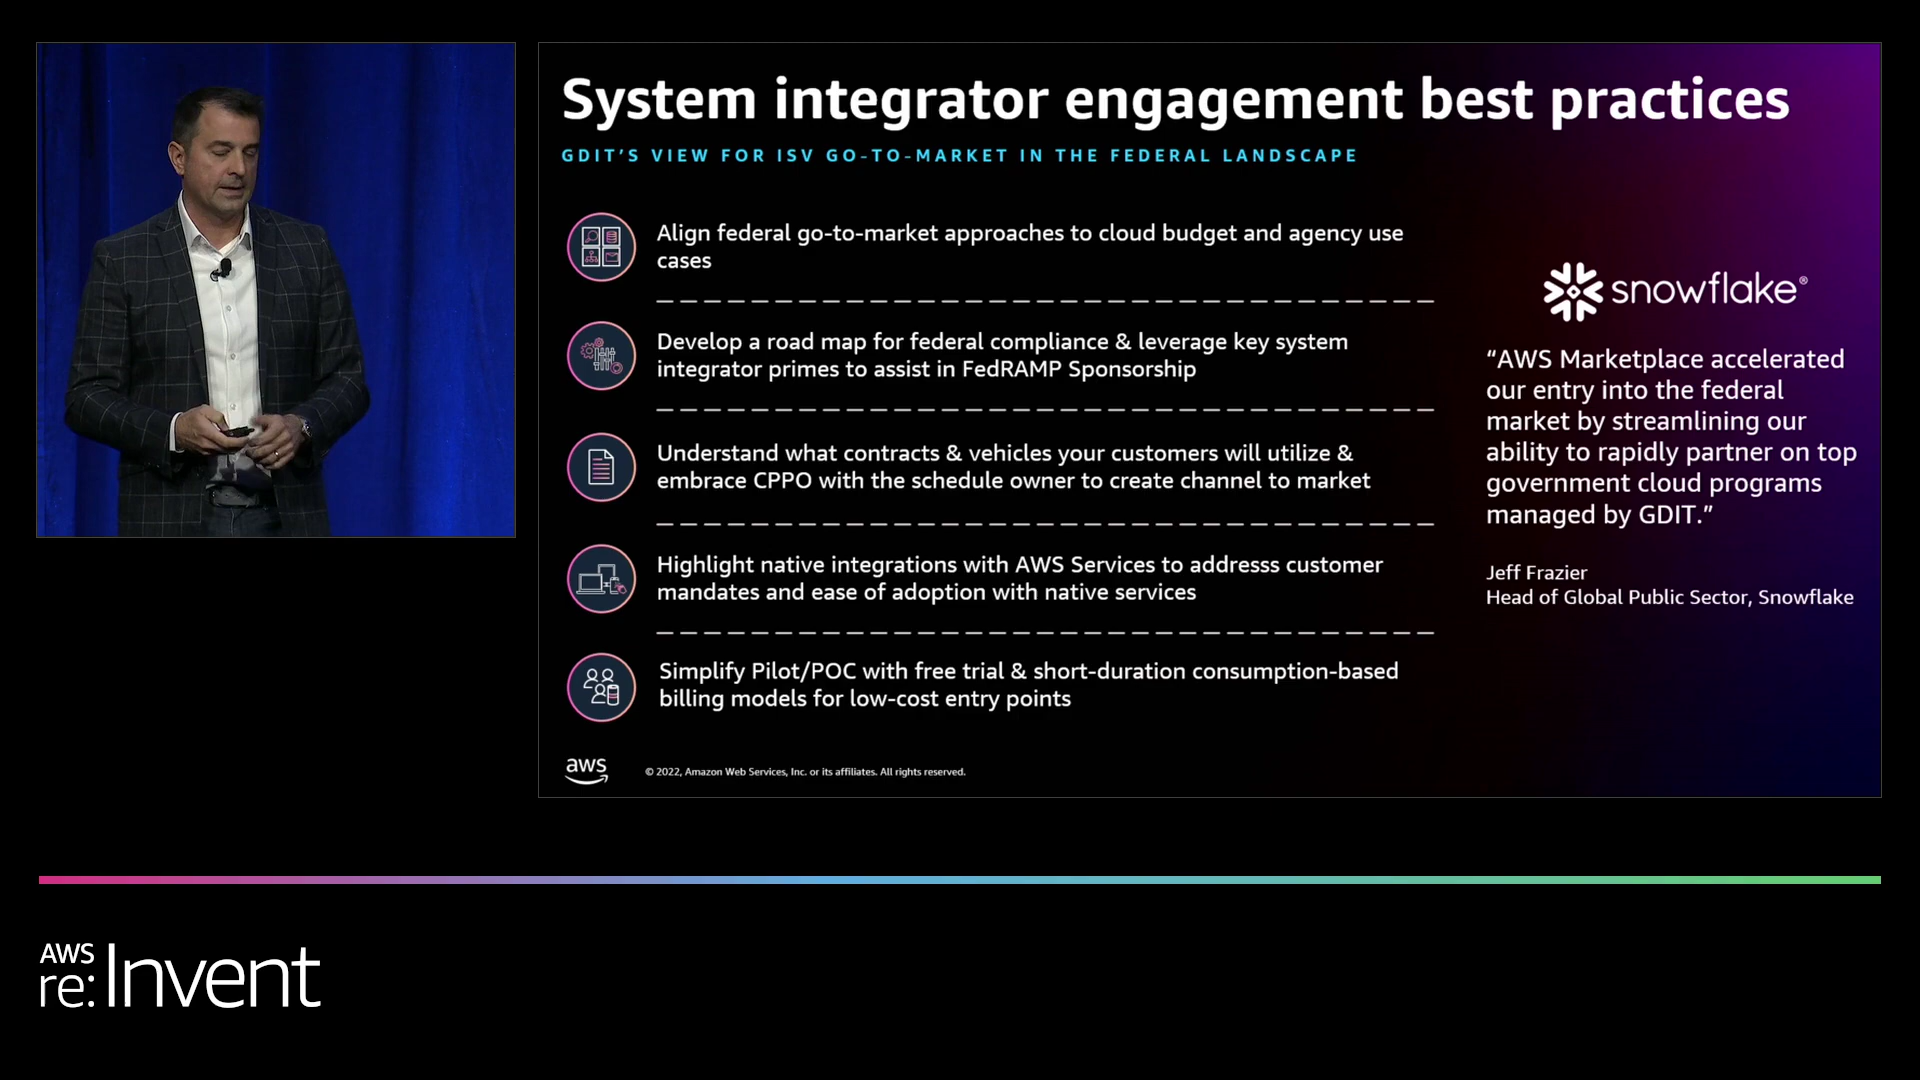 System integrator engagement best practices
GDIT'S VIEW FOR ISV GO-TO-MARKET IN THE FEDERAL LANDSCAPE
Align federal go-to-market approaches to cloud budget and agency use
cases
Develop a road map for federal compliance & leverage key system
integrator primes to assist in FedRAMP Sponsorship
Understand what contracts & vehicles your customers will utilize &
embrace CPPO with the schedule owner to create channel to market
Highlight native integrations with AWS Services to addresss customer
mandates and ease of adoption with native services
Simplify Pilot/POC with free trial & short-duration consumption-based
billing models for low-cost entry points
snowflake®
“AWS Marketplace accelerated
our entry into the federal
market by streamlining our
ability to rapidly partner on top
government cloud programs
managed by GDIT.”
Jeff Frazier
Head of Global Public Sector, Snowflake
aws
© 2022, Amazon Web Services, Inc. or its affiliates. All rights reserved.
AWS
re:Invent